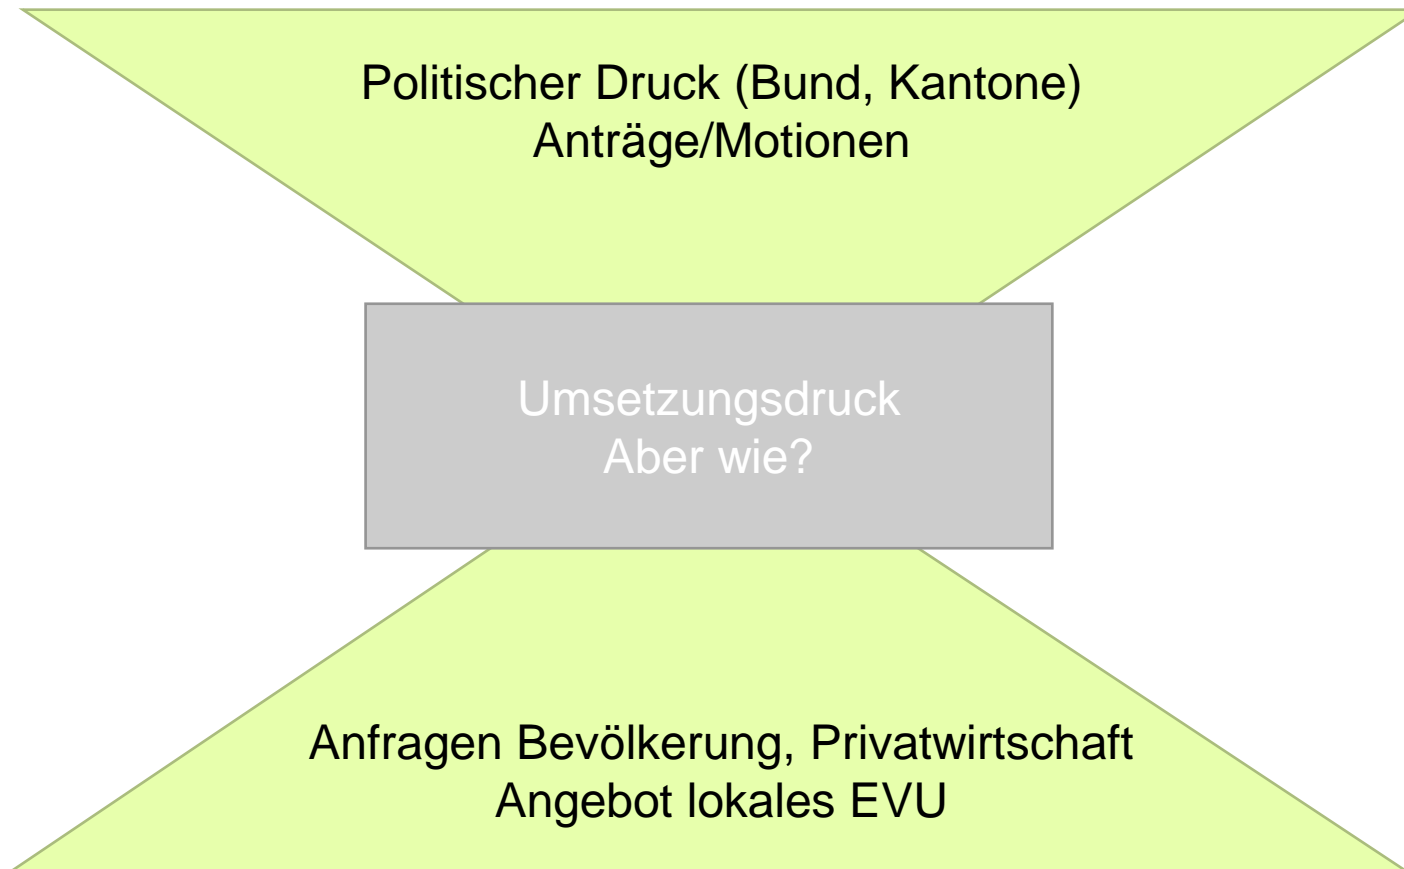 Politischer Druck (Bund, Kantone)
Anträge/Motionen
Umsetzungsdruck
Aber wie?
Anfragen Bevölkerung, Privatwirtschaft
Angebot lokales EVU